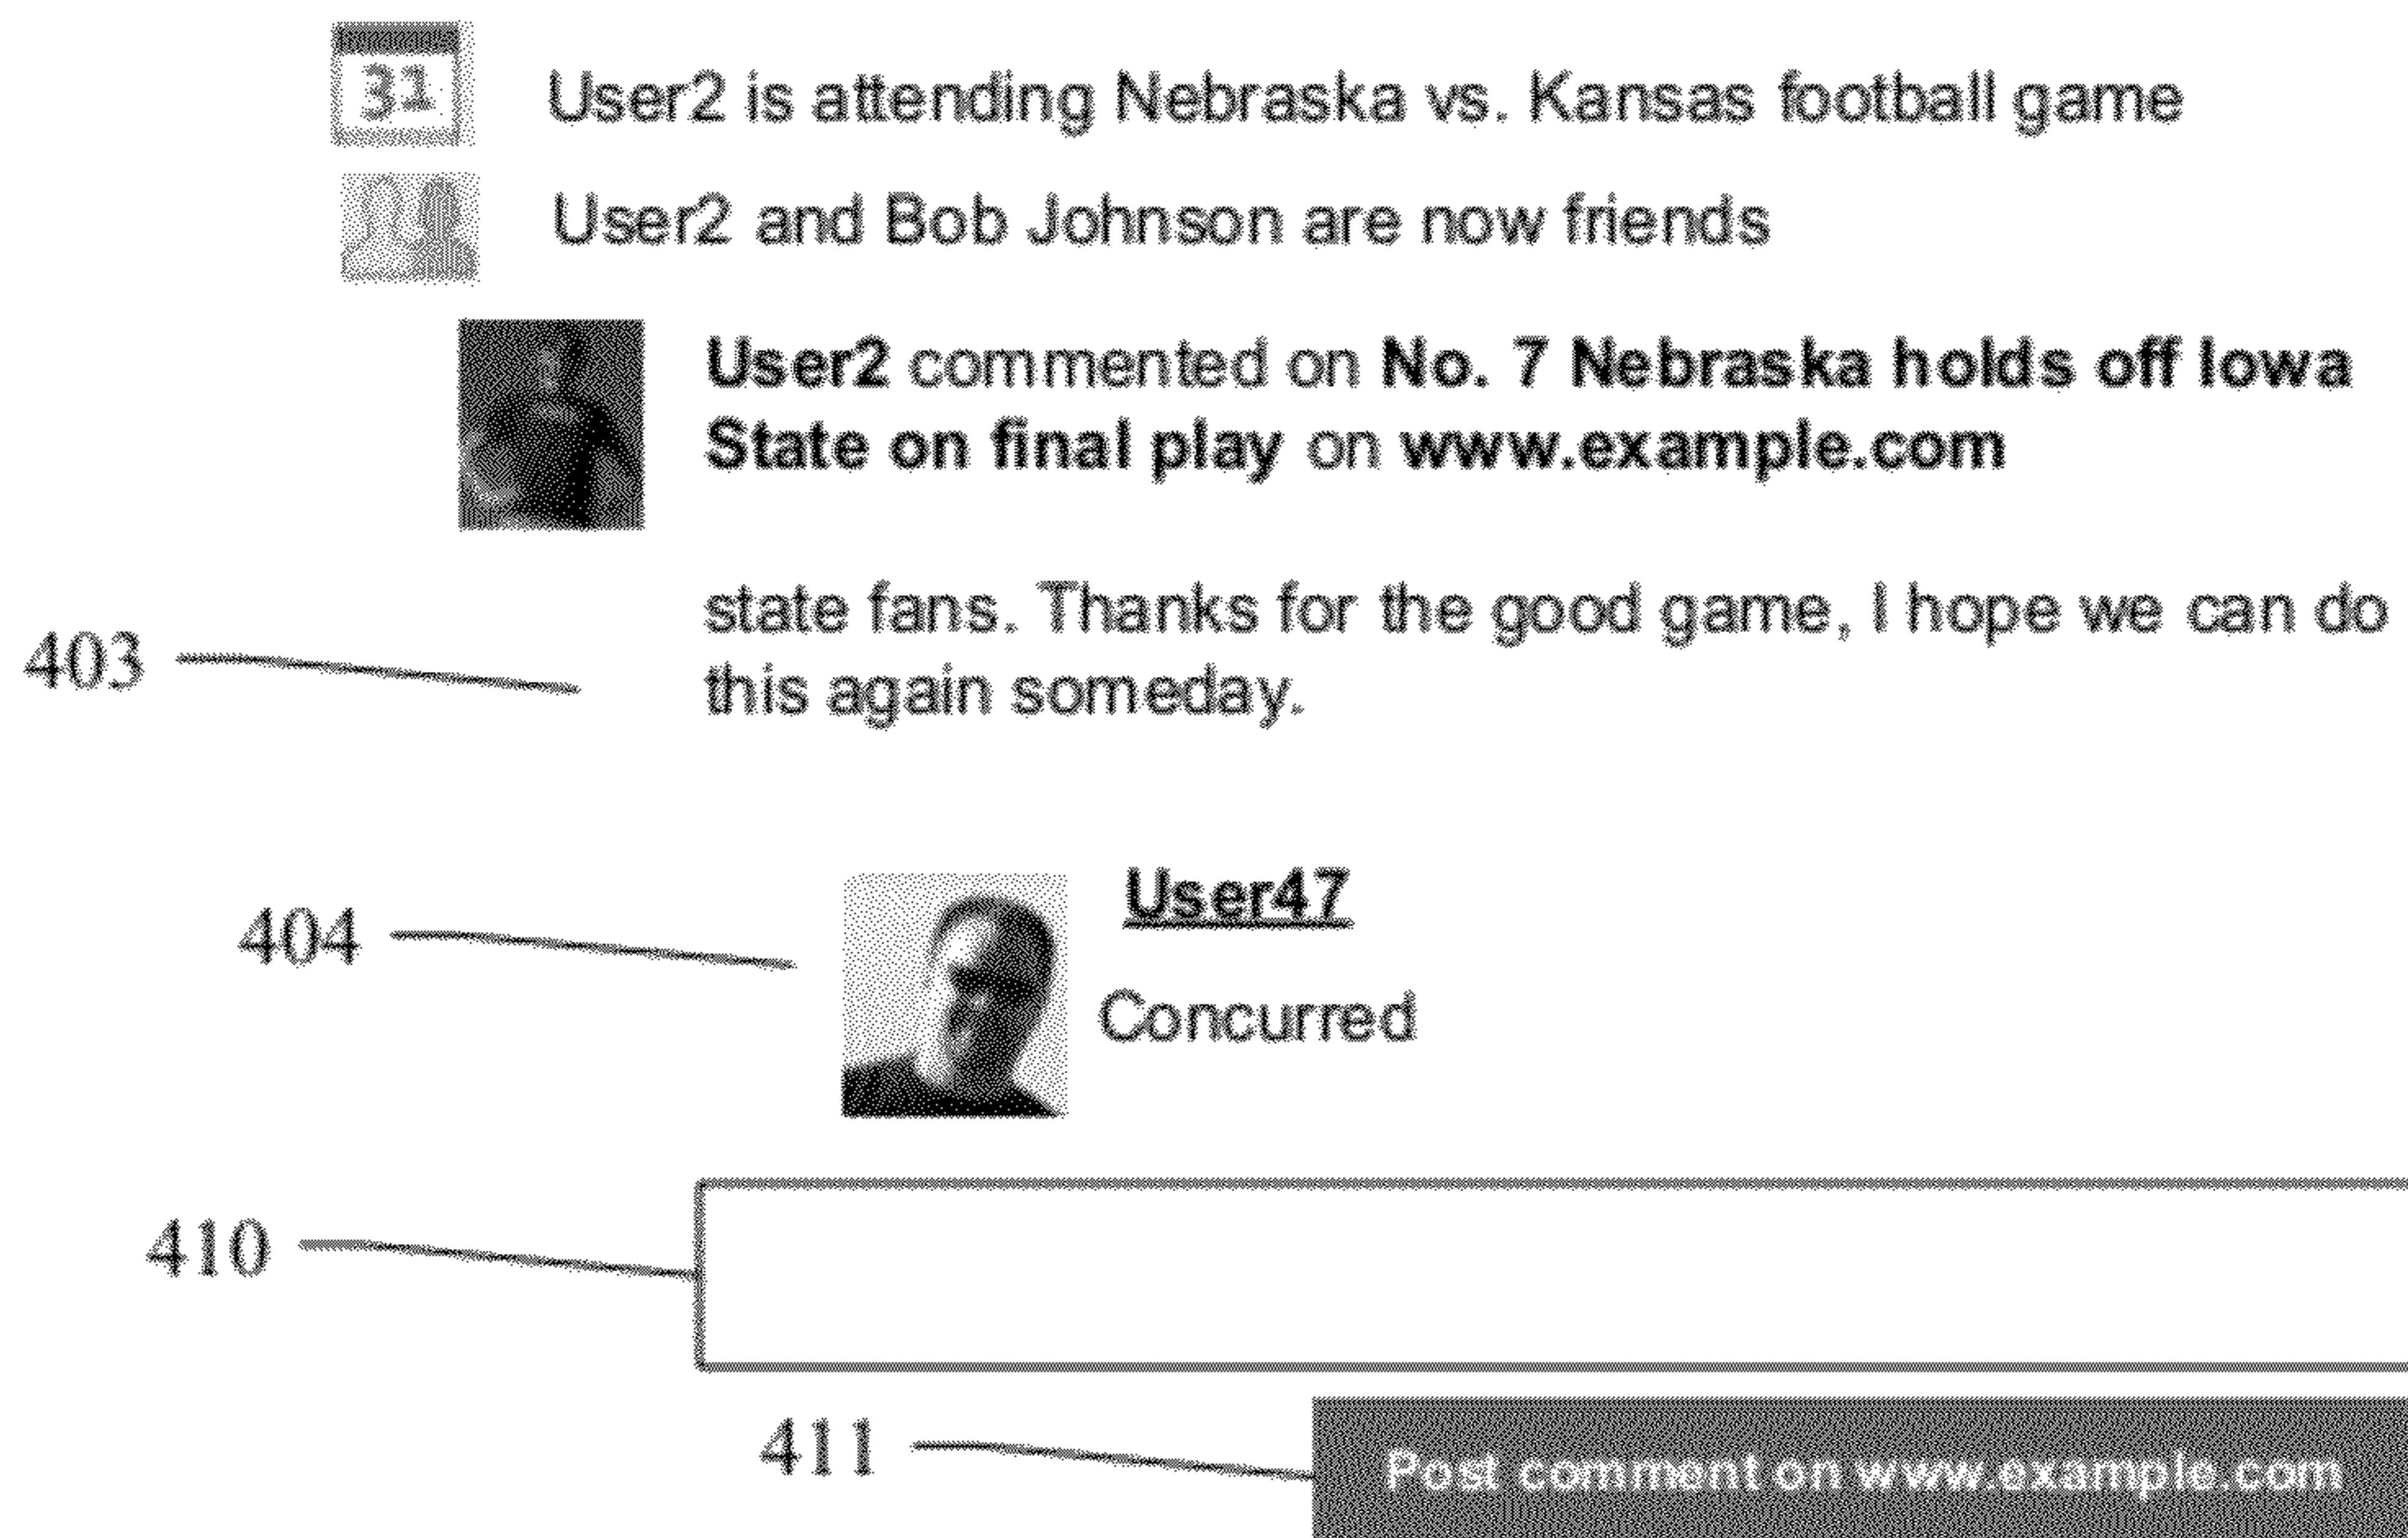 31
User2 is attending Nebraska vs. Kansas football game
User2 and Bob Johnson are now friends
User2 commented on No. 7 Nebraska holds off Iowa
State on final play on www.example.com
state fans. Thanks for the good game, I hope we can do
403
this again someday.
User47
404
Concurred
410
411
Post comment on www.example.com